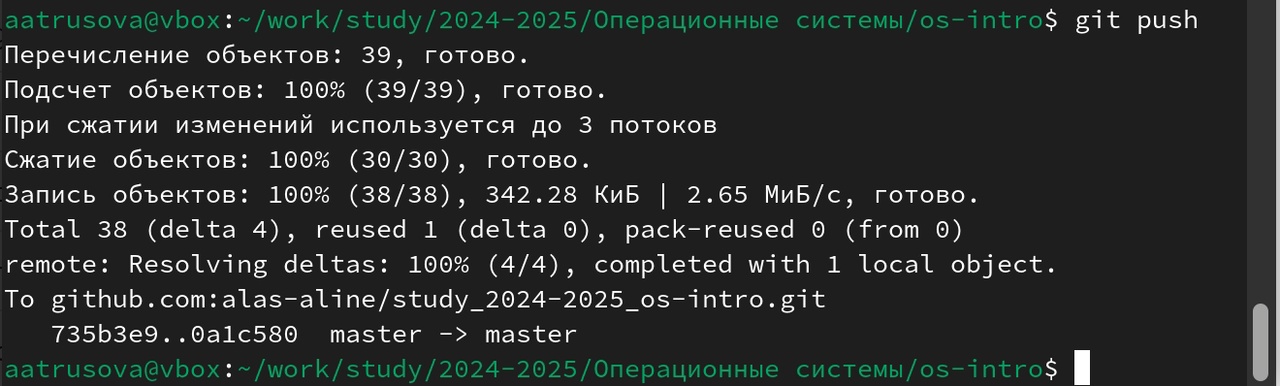 aatrusova@vbox:~/work/study/2024-2025/Операционные системы/os-intro$ git push
Перечисление объектов: 39, готово.
Подсчет объектов: 100% (39/39), готово.
При сжатии изменений используется до 3 потоков
Сжатие объектов: 100% (30/30), готово.
Запись объектов: 100% (38/38), 342.28 КиБ | 2.65 МиБ/с, готово.
Total 38 (delta 4), reused 1 (delta 0), pack-reused 0 (from 0)
remote: Resolving deltas: 100% (4/4), completed with 1 local object.
To github.com:alas-aline/study_2024-2025_os-intro.git
   735b3e9..0a1c580  master -> master
aatrusova@vbox:~/work/study/2024-2025/Операционные системы/os-intro$